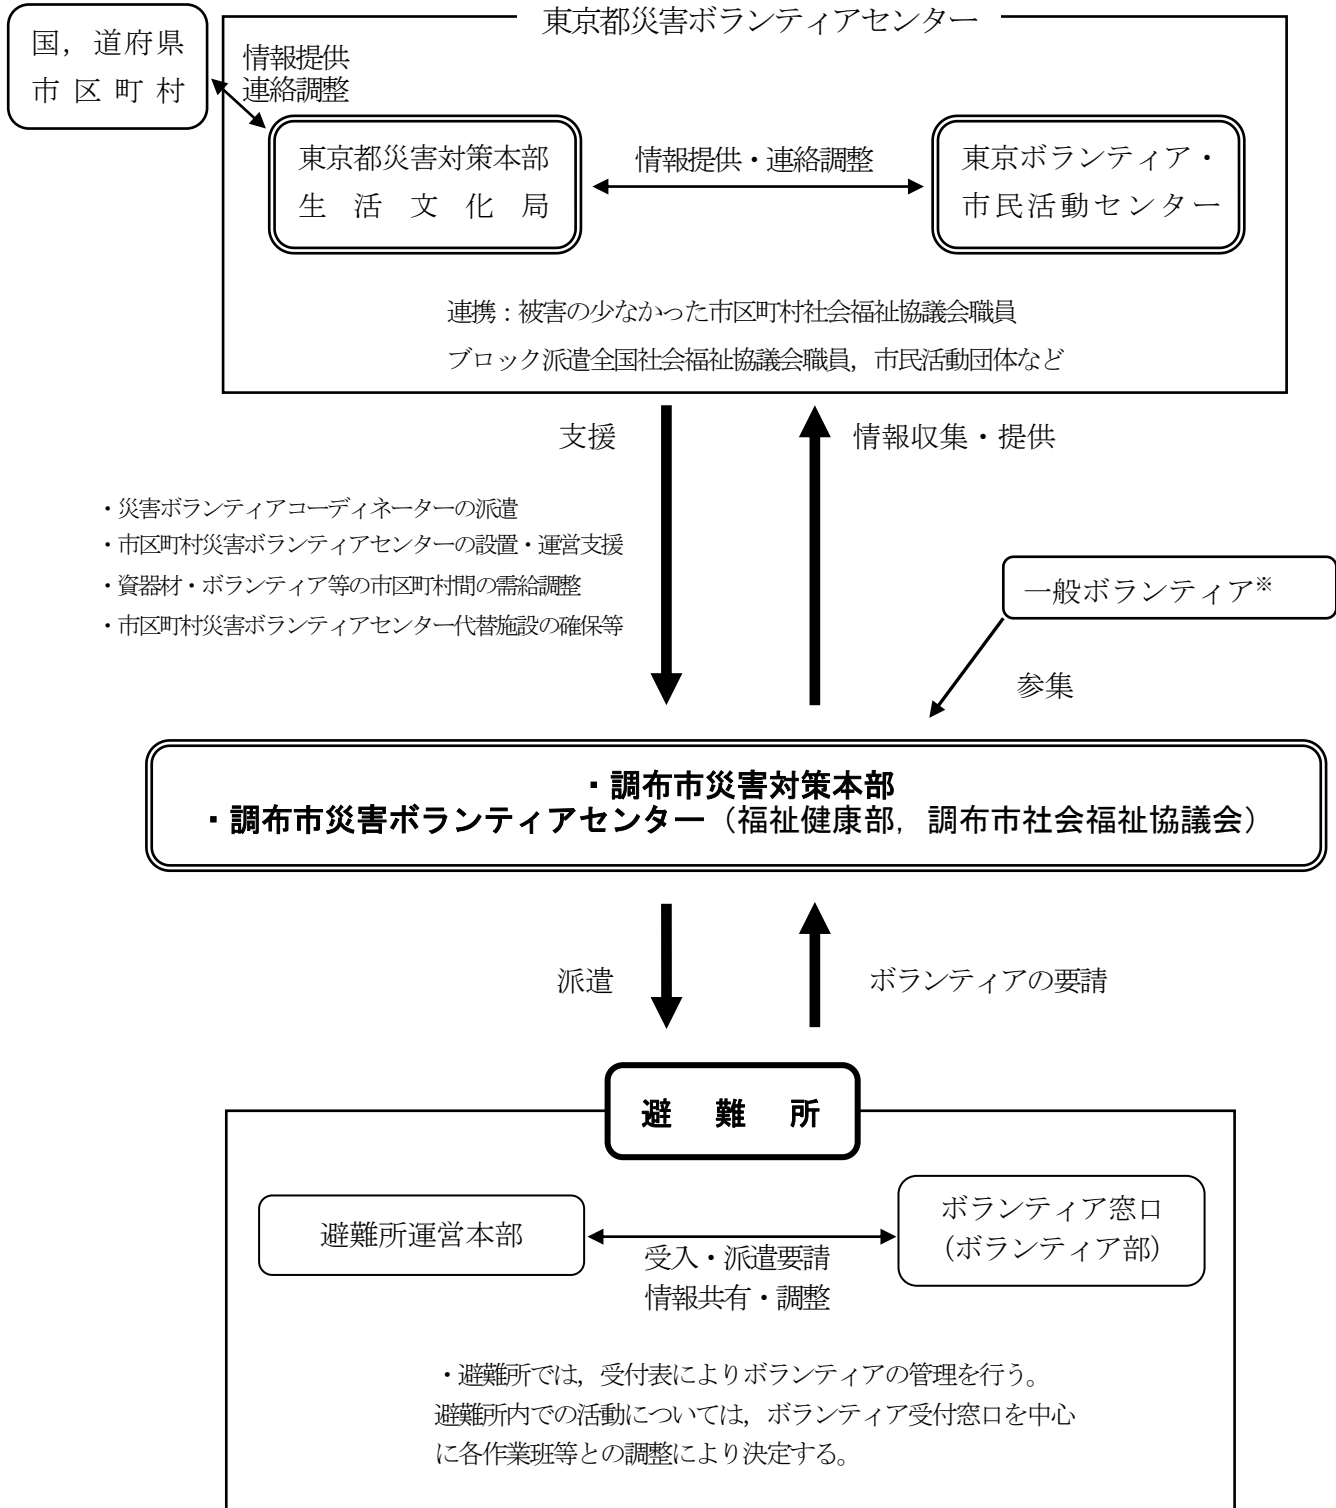 東京都災害ボランティアセンター
国，道府県
市区町村
情報提供
連絡調整
東京都災害対策本部
生活文化局
情報提供・連絡調整
東京ボランティア・
市民活動センター
連携：被害の少なかった市区町村社会福祉協議会職員
ブロック派遣全国社会福祉協議会職員，市民活動団体など
支援
情報収集・提供
・災害ボランティアコーディネーターの派遣
・市区町村災害ボランティアセンターの設置・運営支援
・資器材・ボランティア等の市区町村間の需給調整
・市区町村災害ボランティアセンター代替施設の確保等
一般ボランティア※
参集
・調布市災害対策本部
・調布市災害ボランティアセンター（福祉健康部，調布市社会福祉協議会）
派遣
ボランティアの要請
避難所
避難所運営本部
受入・派遣要請
情報共有・調整
ボランティア窓口
（ボランティア部）
・避難所では，受付表によりボランティアの管理を行う。
避難所内での活動については，ボランティア受付窓口を中心
に各作業班等との調整により決定する。